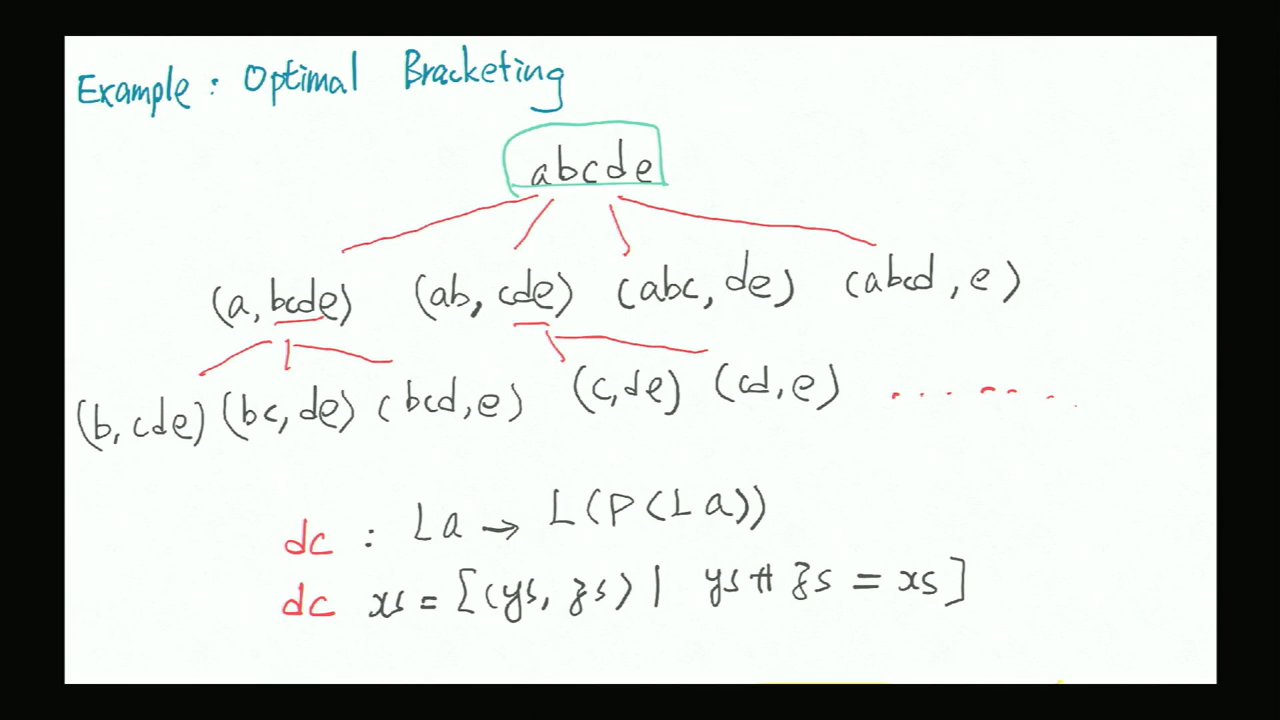 Example : Optimal Bracketing
abcde
(a, bcde) (ab, cde) (abc, de) (abcd, e)
(b, cde) (bc, de) (bcd, e) (c, de) (cd, e) .........
dc : L a → L (P (L a))
dc xs = [(ys, zs) | ys ++ zs = xs]